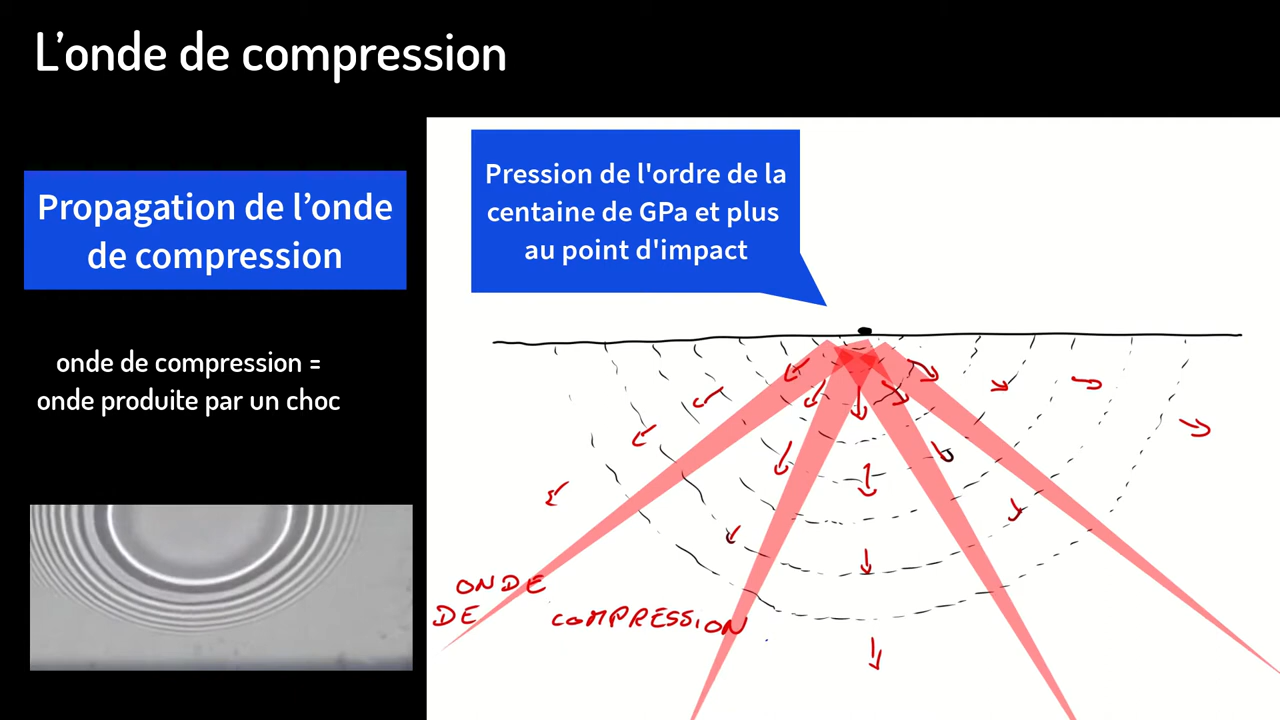 L’onde de compression
Propagation de l’onde
de compression
onde de compression =
onde produite par un choc
Pression de l'ordre de la
centaine de GPa et plus
au point d'impact
ONDE
DE COMPRESSION